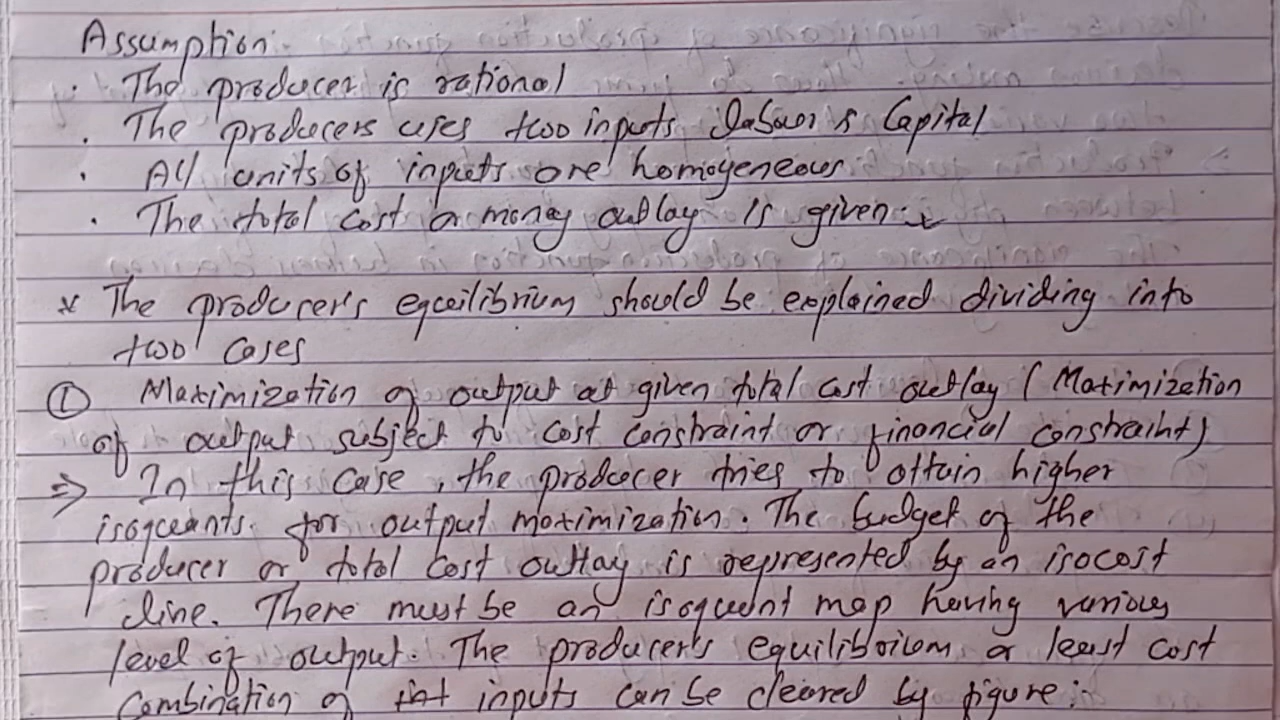 Assumption:
· The producer is rational
· The producers uses two inputs labour & Capital
· All units of inputs are homogeneous
· The total cost or money outlay is given.
* The producer's equilibrium should be explained dividing into
two cases
① Maximization of output at given total cost outlay (Maximization
of output subject to cost constraint or financial constraint)
⇒ In this case, the producer tries to attain higher
isoquants for output maximization. The budget of the
producer or total cost outlay is represented by an isocost
line. There must be an isoquant map having various
level of output. The producer's equilibrium or least cost
combination of inputs can be cleared by figure: